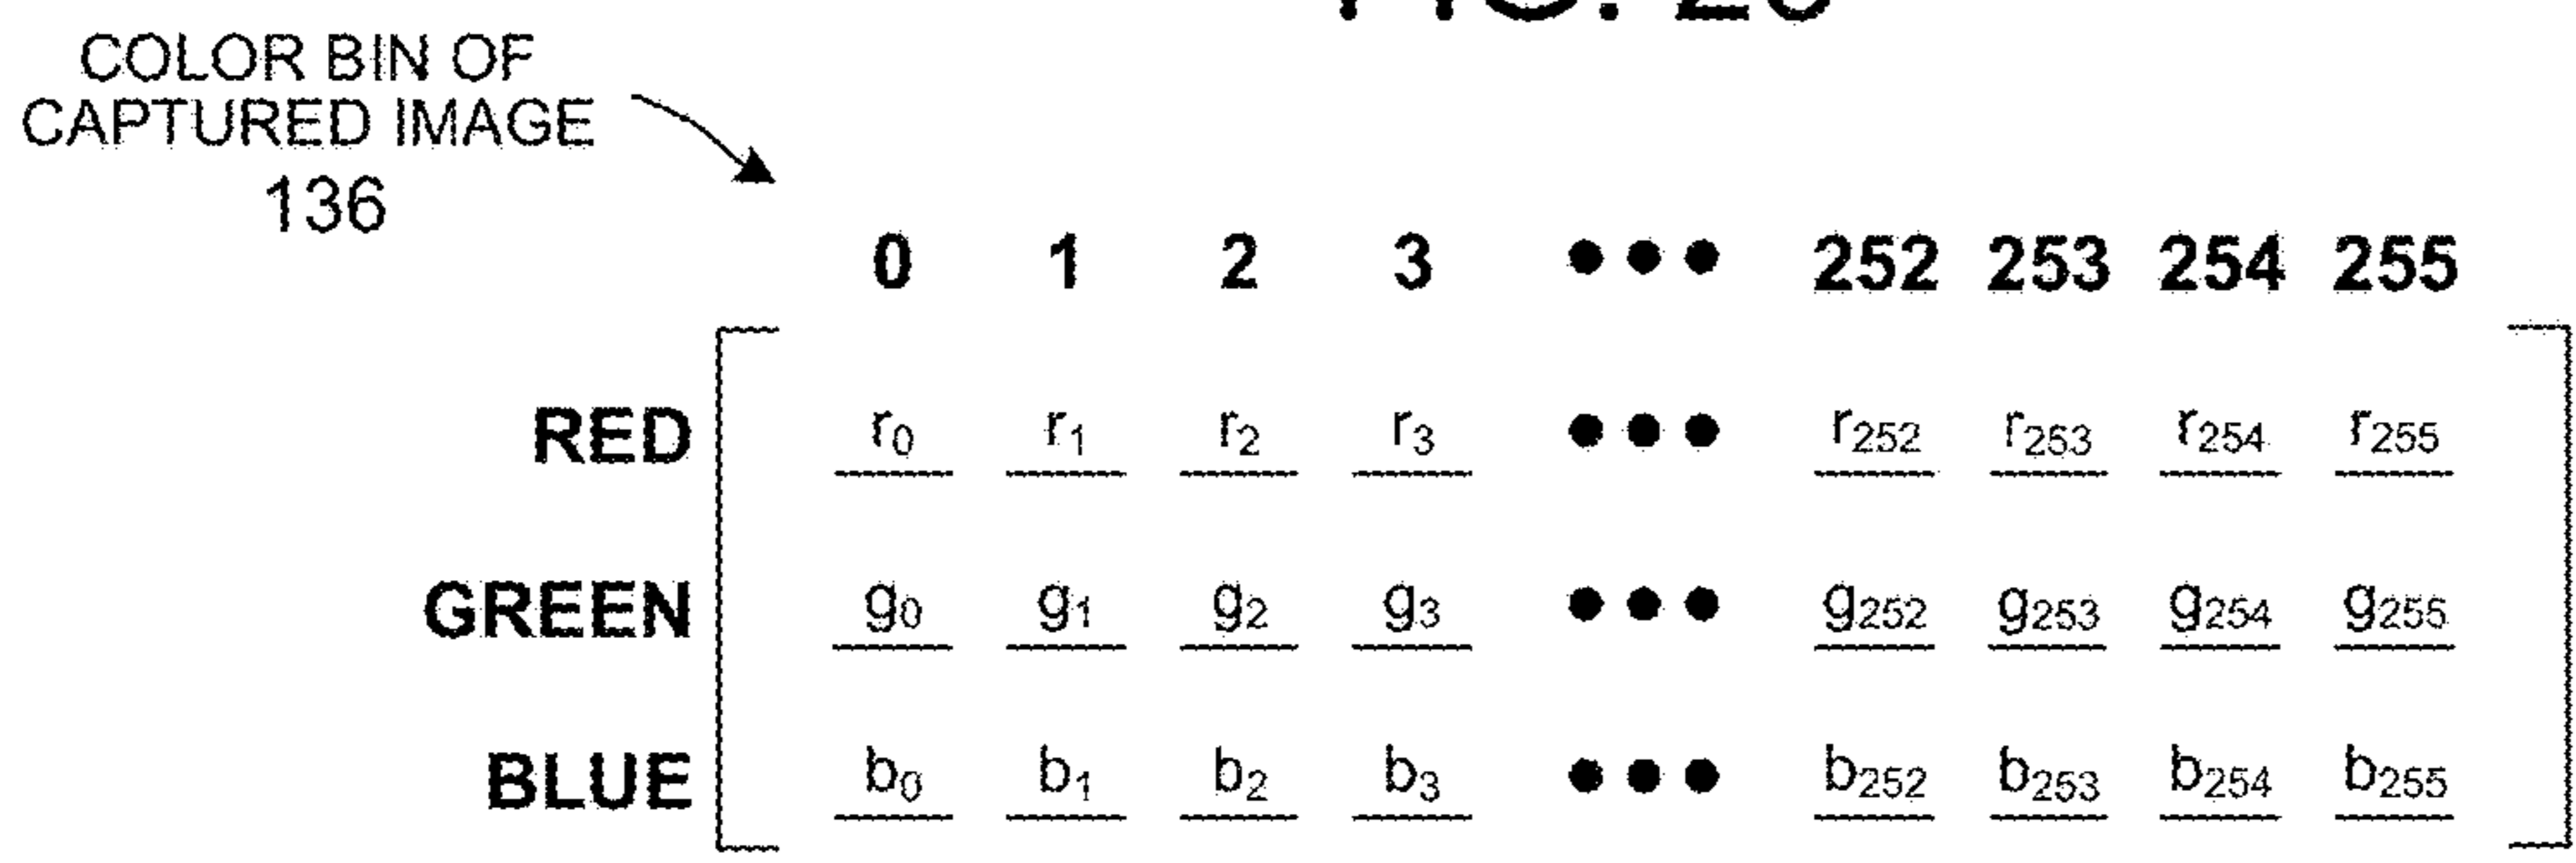 COLOR BIN OF
CAPTURED IMAGE
136
0 1 2 3 ●●● 252 253 254 255
RED r₀ r₁ r₂ r₃ ●●● r₂₅₂ r₂₅₃ r₂₅₄ r₂₅₅
GREEN g₀ g₁ g₂ g₃ ●●● g₂₅₂ g₂₅₃ g₂₅₄ g₂₅₅
BLUE b₀ b₁ b₂ b₃ ●●● b₂₅₂ b₂₅₃ b₂₅₄ b₂₅₅